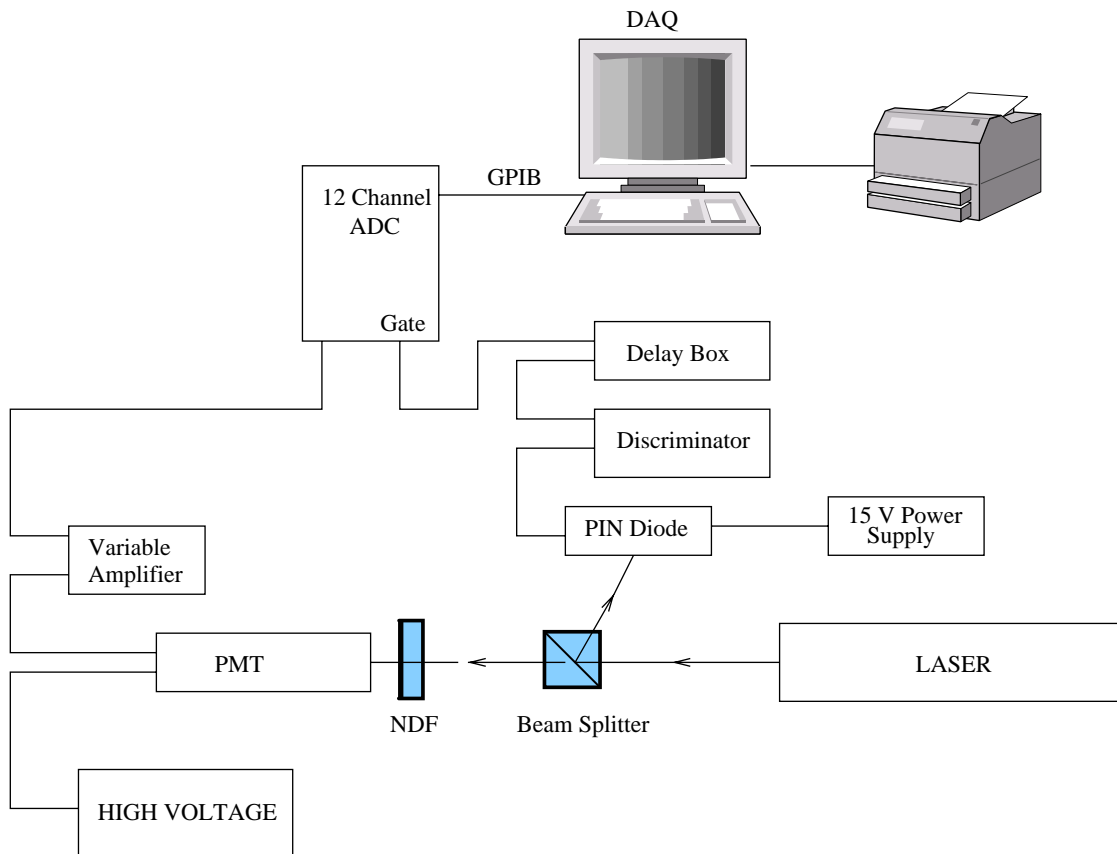 DAQ
GPIB
12 Channel
ADC
Gate
Delay Box
Discriminator
PIN Diode
15 V Power
Supply
Variable
Amplifier
PMT
LASER
NDF
Beam Splitter
HIGH VOLTAGE